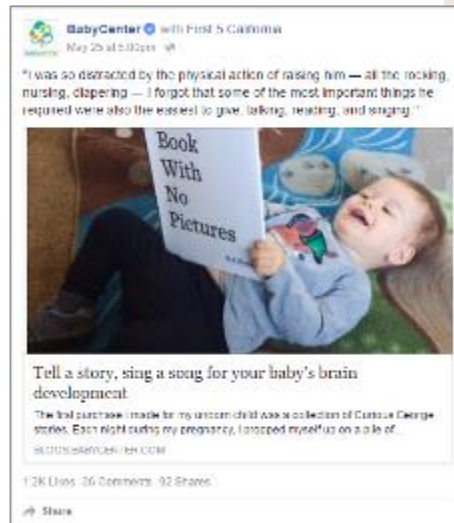 BabyCenter with First 5 California
May 25 at 5:00pm
"I was so distracted by the physical action of raising him — all the rocking,
nursing, diapering — I forgot that some of the most important things he
required were also the easiest to give, talking, reading, and singing."
Book
With
No
Pictures
Tell a story, sing a song for your baby's brain
development
The first purchase I made for my unborn child was a collection of Curious George
stories. Each night during my pregnancy, I propped myself up on a pile of...
BLOGS.BABYCENTER.COM
1.2K Likes 26 Comments 92 Shares
Share